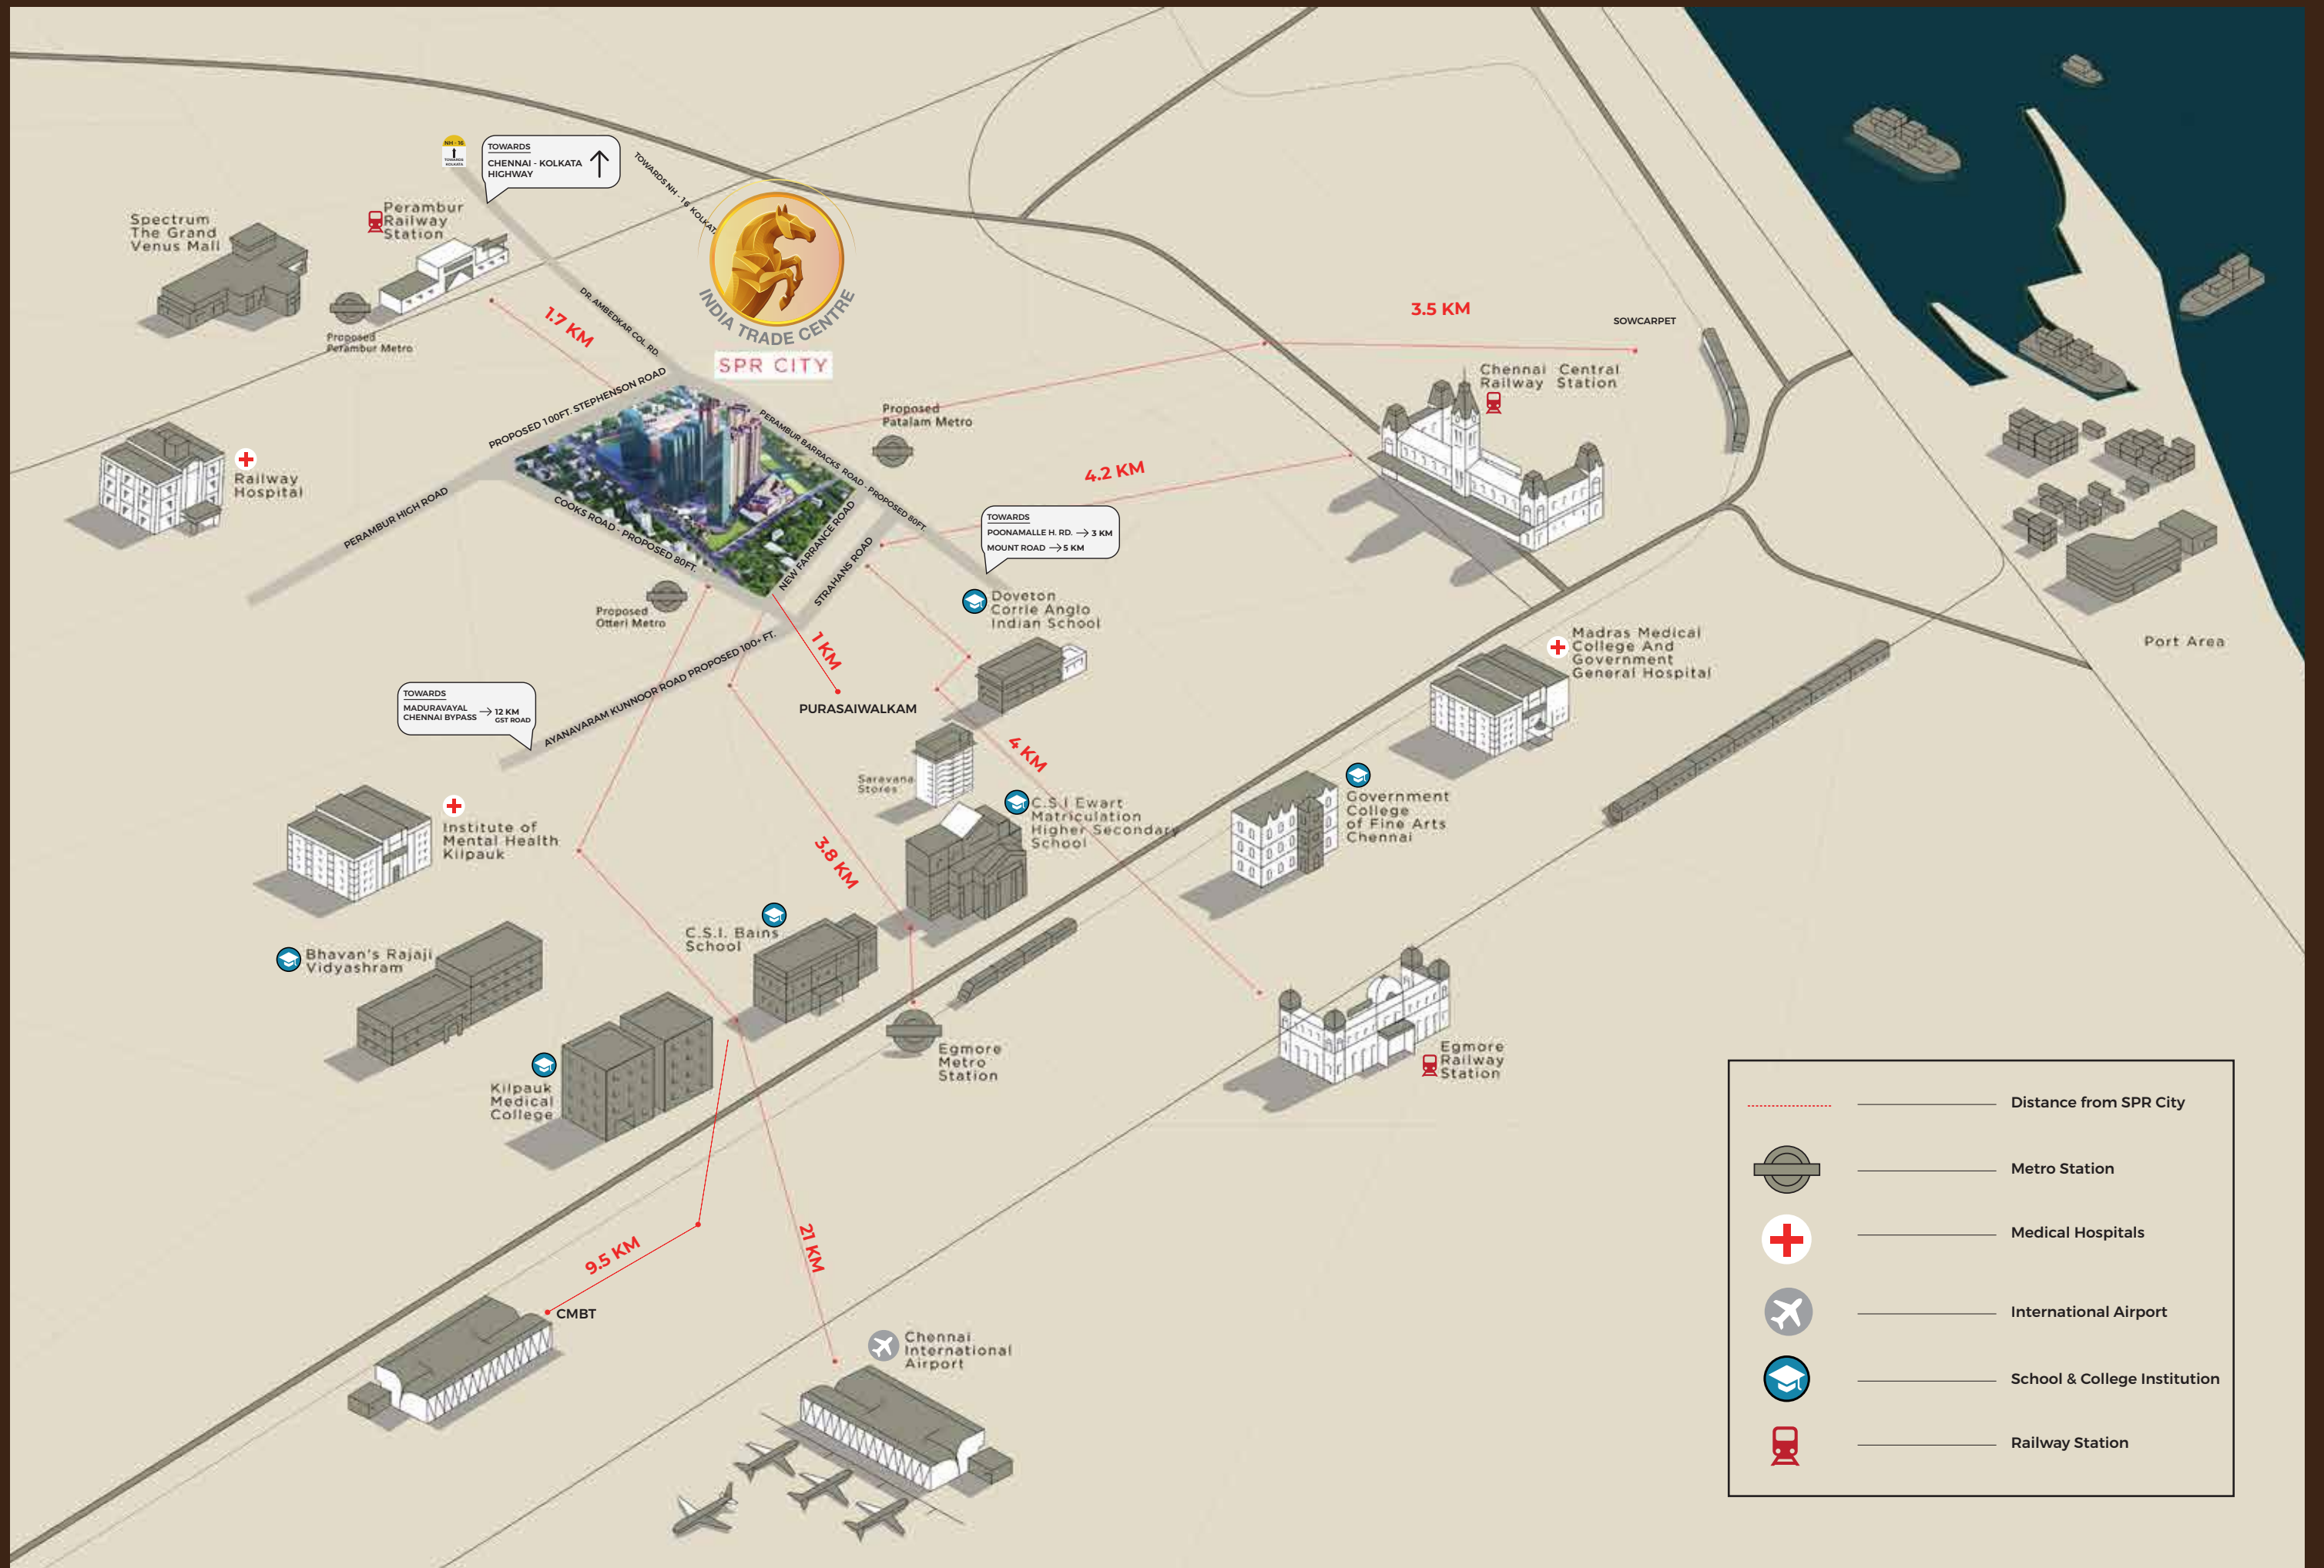 NH - 16
TOWARDS
KOLKATA
TOWARDS
CHENNAI - KOLKATA
HIGHWAY
TOWARDS NH - 16 KOLKAT
Spectrum
The Grand
Venus Mall
Perambur
Railway
Station
Proposed
Perambur Metro
1.7 KM
DR. AMBEDKAR COL. RD.
INDIA TRADE CENTRE
SPR CITY
3.5 KM
SOWCARPET
Chennai Central
Railway Station
PROPOSED 100FT. STEPHENSON ROAD
PERAMBUR BARRACKS ROAD - PROPOSED 80FT.
Proposed
Patalam Metro
4.2 KM
Railway
Hospital
PERAMBUR HIGH ROAD
COOKS ROAD - PROPOSED 80FT.
NEW FARRANCE ROAD
STRAHANS ROAD
TOWARDS
POONAMALLE H. RD. → 3 KM
MOUNT ROAD → 5 KM
Proposed
Otteri Metro
Doveton
Corrie Anglo
Indian School
Madras Medical
College And
Government
General Hospital
Port Area
1 KM
PURASAIWALKAM
AYANAVARAM KUNNOOR ROAD PROPOSED 100+ FT.
TOWARDS
MADURAVAYAL
CHENNAI BYPASS → 12 KM
GST ROAD
4 KM
Saravana
Stores
C.S.I Ewart
Matriculation
Higher Secondary
School
Government
College
of Fine Arts
Chennai
Institute of
Mental Health
Kilpauk
3.8 KM
C.S.I. Bains
School
Bhavan's Rajaji
Vidyashram
Kilpauk
Medical
College
Egmore
Metro
Station
Egmore
Railway
Station
9.5 KM
21 KM
CMBT
Chennai
International
Airport
Distance from SPR City
Metro Station
Medical Hospitals
International Airport
School & College Institution
Railway Station